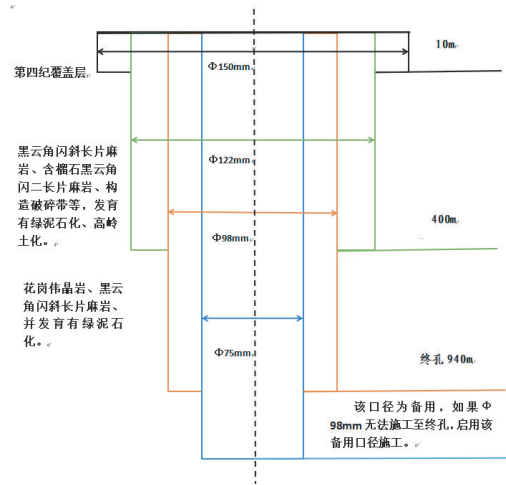 10m
第四纪覆盖层
Φ150mm
黑云角闪斜长片麻
岩、含榴石黑云角
闪二长片麻岩、构
造破碎带等，发育
有绿泥石化、高岭
土化。
Φ122mm
400m
Φ98mm
花岗伟晶岩、黑云
角闪斜长片麻岩、
并发育有绿泥石
化。
Φ75mm
终孔 940m
该口径为备用，如果 Φ
98mm 无法施工至终孔，启用该
备用口径施工。